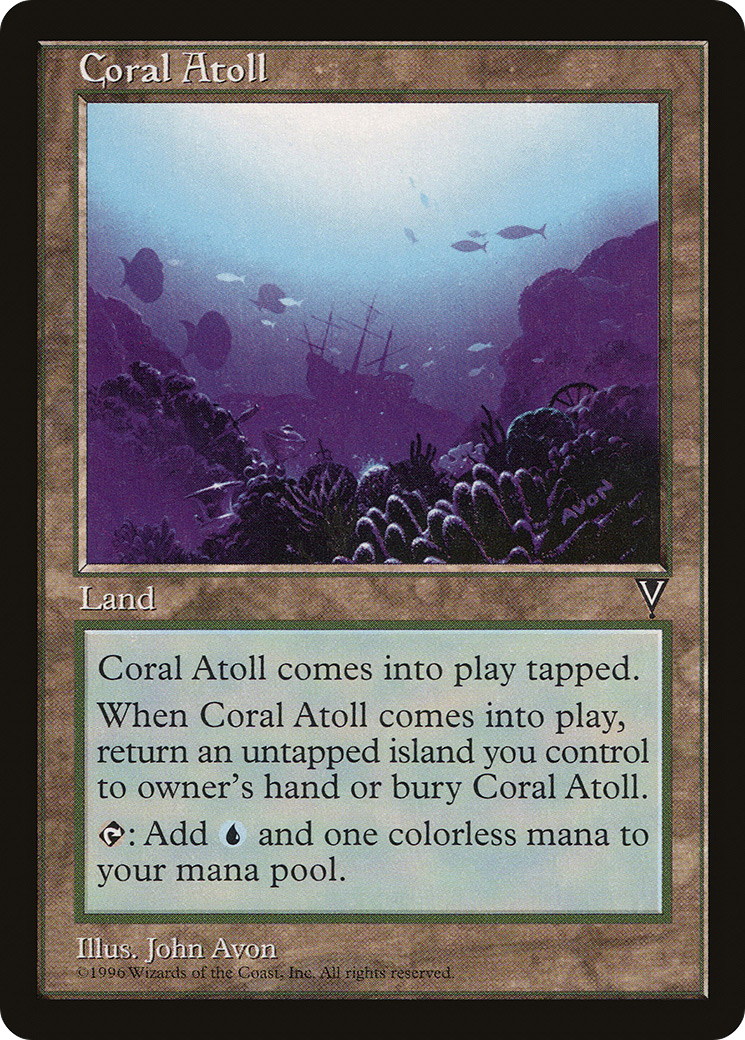 Coral Atoll
AVON
Land
V
Coral Atoll comes into play tapped.
When Coral Atoll comes into play,
return an untapped island you control
to owner's hand or bury Coral Atoll.
: Add and one colorless mana to
your mana pool.
Illus. John Avon
©1996 Wizards of the Coast, Inc. All rights reserved.